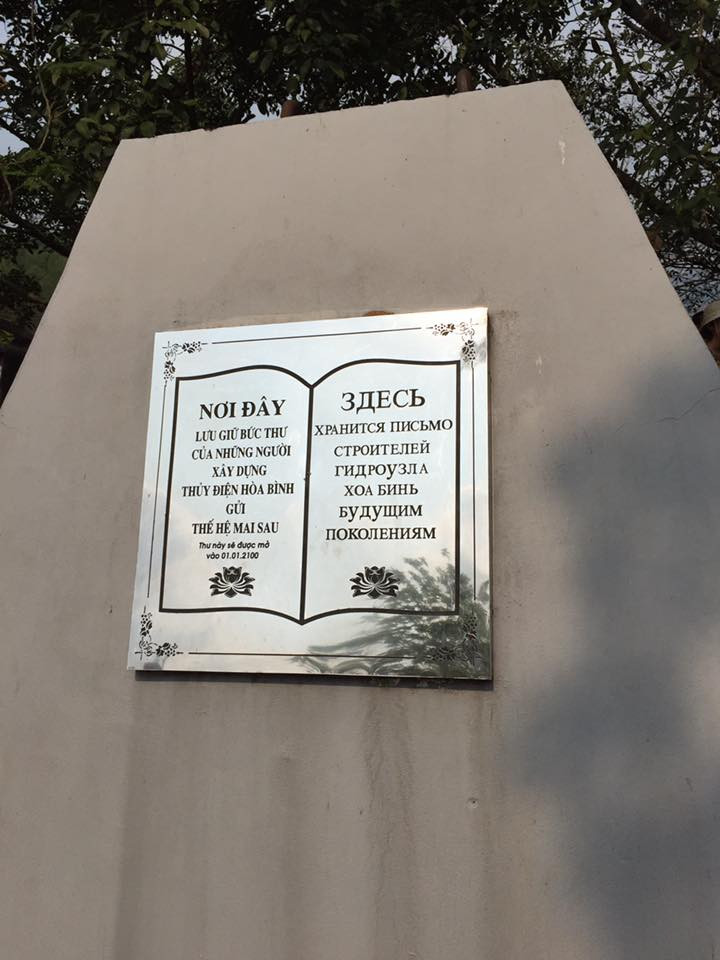 NƠI ĐÂY
LƯU GIỮ BỨC THƯ
CỦA NHỮNG NGƯỜI
XÂY DỰNG
THỦY ĐIỆN HÒA BÌNH
GỬI
THẾ HỆ MAI SAU
Thư này sẽ được mở
vào 01.01.2100
ЗДЕСЬ
ХРАНИТСЯ ПИСЬМО
СТРОИТЕЛЕЙ
ГИДРОУЗЛА
ХОА БИНЬ
БУДУЩИМ
ПОКОЛЕНИЯМ